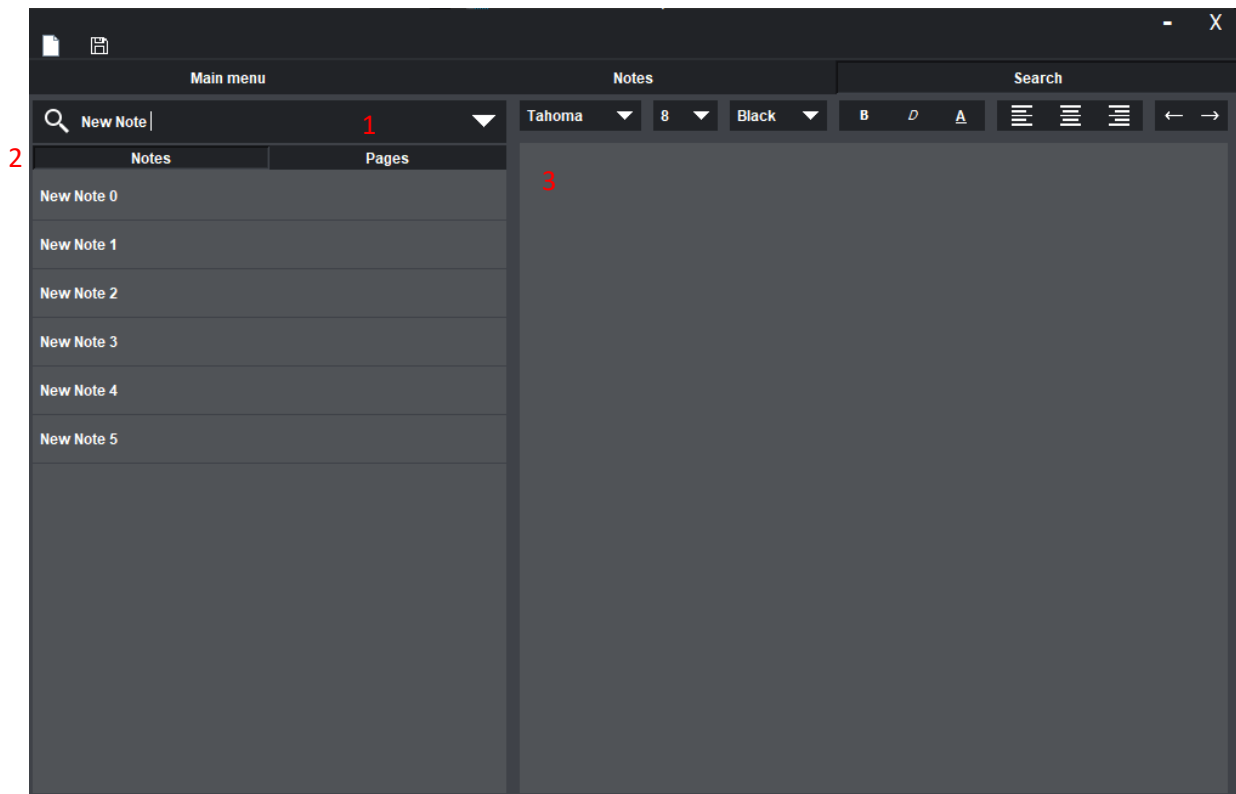 - X
Main menu Notes Search
New Note 1 Tahoma 8 Black B D A ← →
2 Notes Pages
3
New Note 0
New Note 1
New Note 2
New Note 3
New Note 4
New Note 5